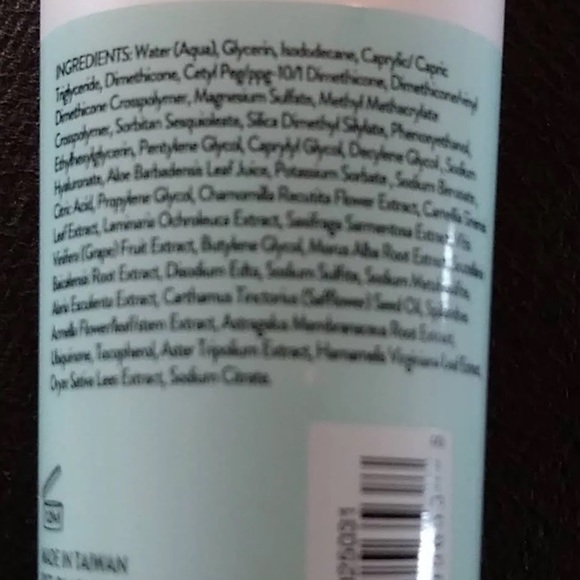 INGREDIENTS: Water (Aqua), Glycerin, Isododecane, Caprylic/ Capric
Triglyceride, Dimethicone, Cetyl Peg/ppg-10/1 Dimethicone, Dimethicone/vinyl
Dimethicone Crosspolymer, Magnesium Sulfate, Methyl Methacrylate
Crosspolymer, Sorbitan Sesquioleate, Silica Dimethyl Silylate, Phenoxyethanol,
Ethylhexylglycerin, Pentylene Glycol, Caprylyl Glycol, Decylene Glycol, Sodium
Hyaluronate, Aloe Barbadensis Leaf Juice, Potassium Sorbate, Sodium Benzoate,
Citric Acid, Propylene Glycol, Chamomilla Recutita Flower Extract, Camellia Sinensis
Leaf Extract, Laminaria Ochroleuca Extract, Saxifraga Sarmentosa Extract, Vitis
Vinifera (Grape) Fruit Extract, Butylene Glycol, Morus Alba Root Extract,
Baicalensis Root Extract, Disodium Edta, Sodium Sulfite, Sodium
Esculenta Extract, Carthamus Tinctorius (Safflower) Seed Oil,
Acmella Flower/leaf/stem Extract, Astragalus Membranaceus Root Extract,
Ubiquinone, Tocopherol, Aster Tripolium Extract, Hamamelis Virginiana Leaf Extract,
Oryza Sativa Lees Extract, Sodium Citrate.
12M
MADE IN TAIWAN